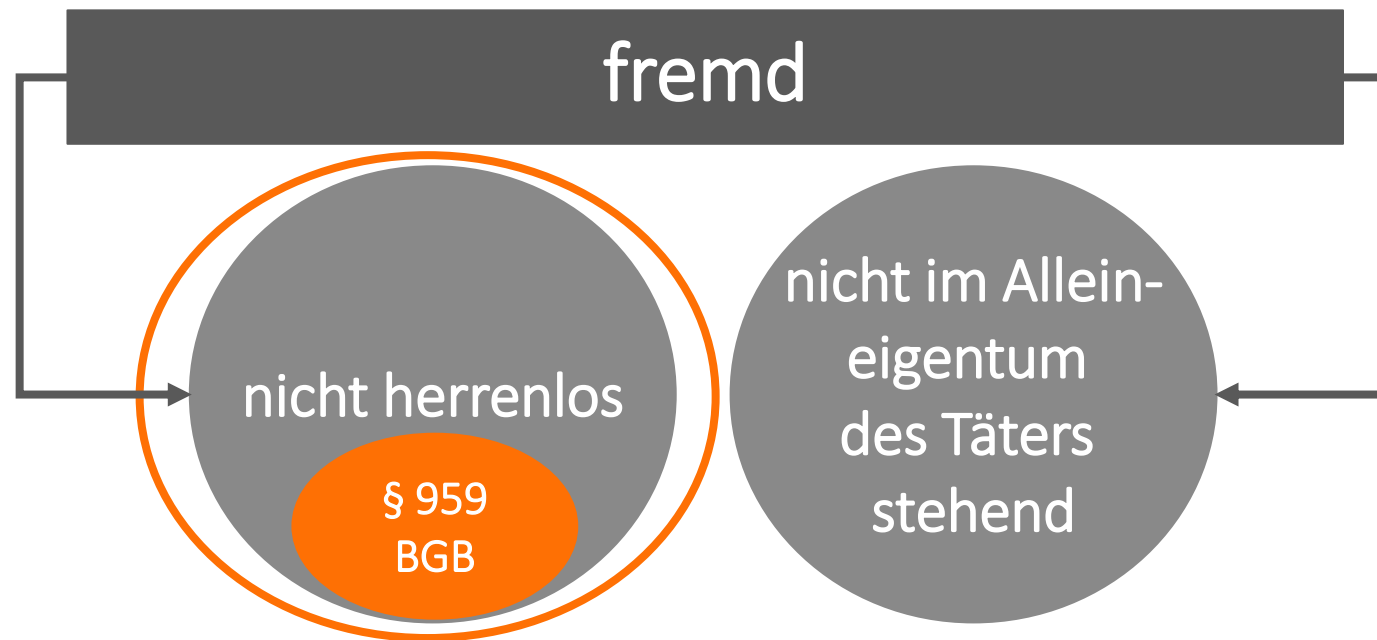 fremd
nicht herrenlos
§ 959
BGB
nicht im Allein-
eigentum
des Täters
stehend